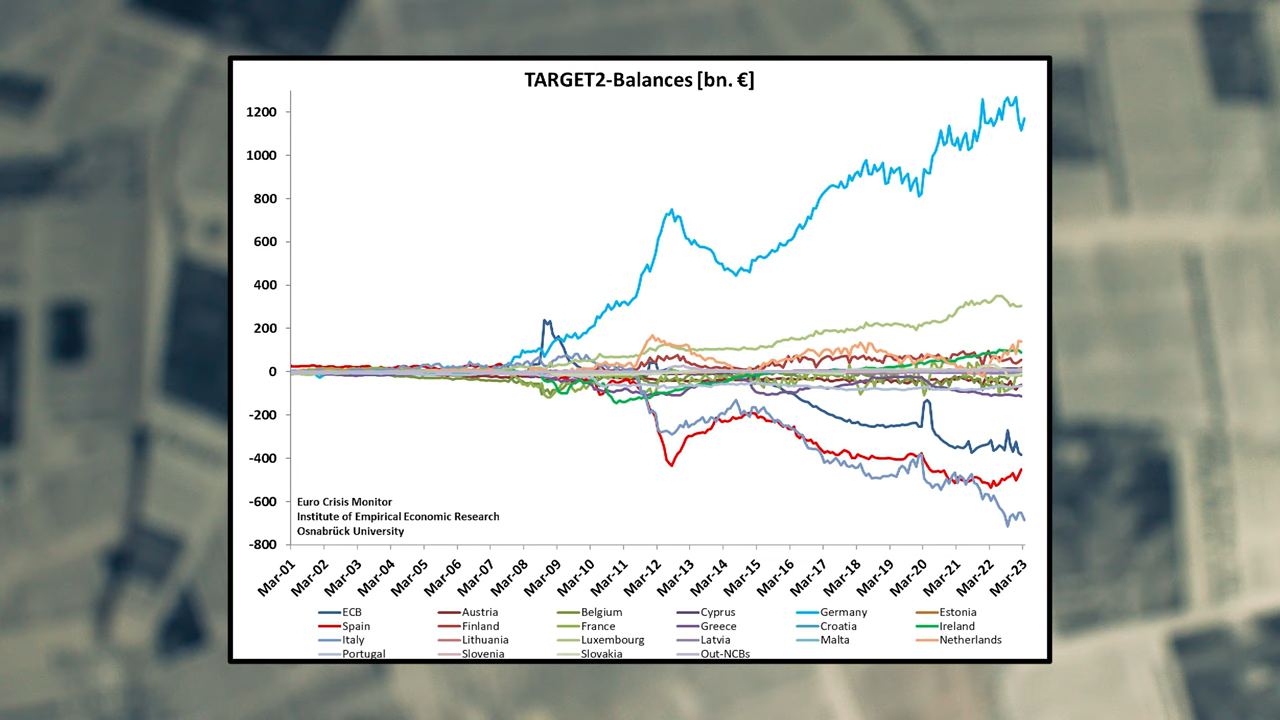 TARGET2-Balances [bn. €]
1200
1000
800
600
400
200
0
-200
-400
-600
-800
Euro Crisis Monitor
Institute of Empirical Economic Research
Osnabrück University
Mar-01 Mar-02 Mar-03 Mar-04 Mar-05 Mar-06 Mar-07 Mar-08 Mar-09 Mar-10 Mar-11 Mar-12 Mar-13 Mar-14 Mar-15 Mar-16 Mar-17 Mar-18 Mar-19 Mar-20 Mar-21 Mar-22 Mar-23
ECB Austria Belgium Cyprus Germany Estonia
Spain Finland France Greece Croatia Ireland
Italy Lithuania Luxembourg Latvia Malta Netherlands
Portugal Slovenia Slovakia Out-NCBs